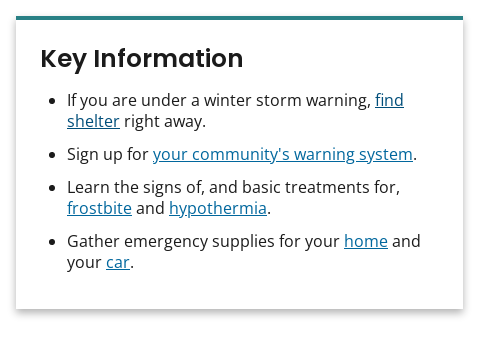 Key Information
• If you are under a winter storm warning, find
shelter right away.
• Sign up for your community's warning system.
• Learn the signs of, and basic treatments for,
frostbite and hypothermia.
• Gather emergency supplies for your home and
your car.